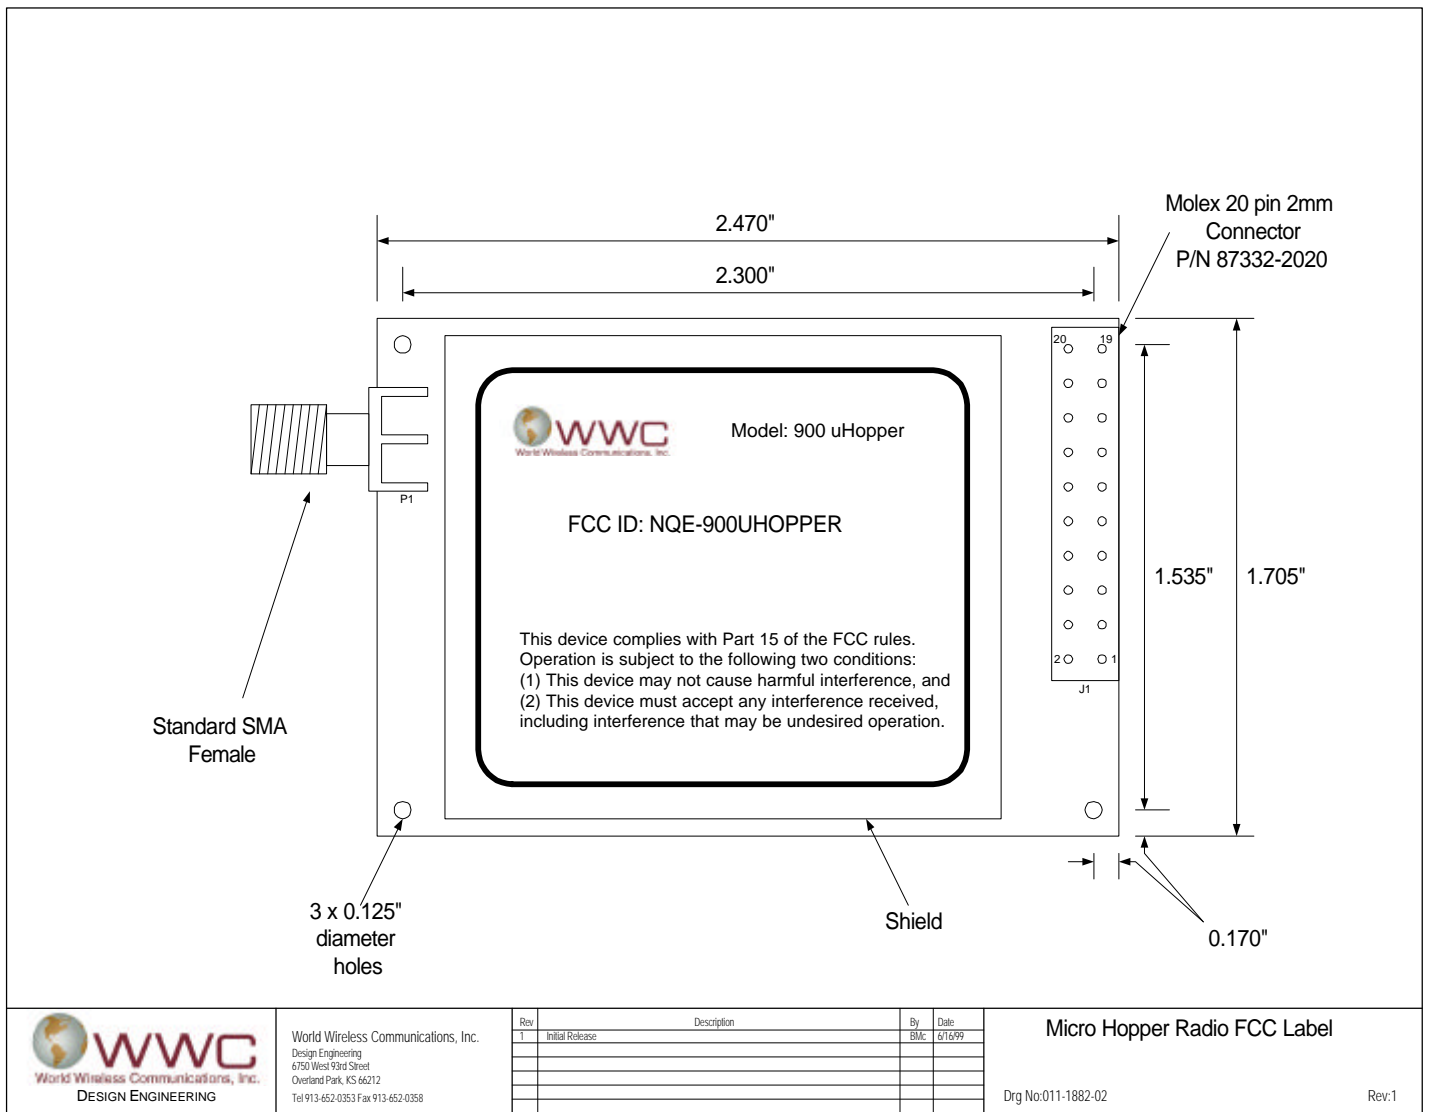 2.470"
2.300"
Molex 20 pin 2mm
Connector
P/N 87332-2020
20 19
WWC
World Wireless Communications, Inc.
Model: 900 uHopper
P1
FCC ID: NQE-900UHOPPER
1.535" 1.705"
This device complies with Part 15 of the FCC rules.
Operation is subject to the following two conditions:
(1) This device may not cause harmful interference, and
(2) This device must accept any interference received,
including interference that may be undesired operation.
2 1
J1
Standard SMA
Female
3 x 0.125"
diameter
holes
Shield
0.170"
WWC
World Wireless Communications, Inc.
DESIGN ENGINEERING
World Wireless Communications, Inc.
Design Engineering
6750 West 93rd Street
Overland Park, KS 66212
Tel 913-652-0353 Fax 913-652-0358
Rev Description By Date
1 Initial Release BMc 6/16/99
Micro Hopper Radio FCC Label
Drg No:011-1882-02 Rev:1